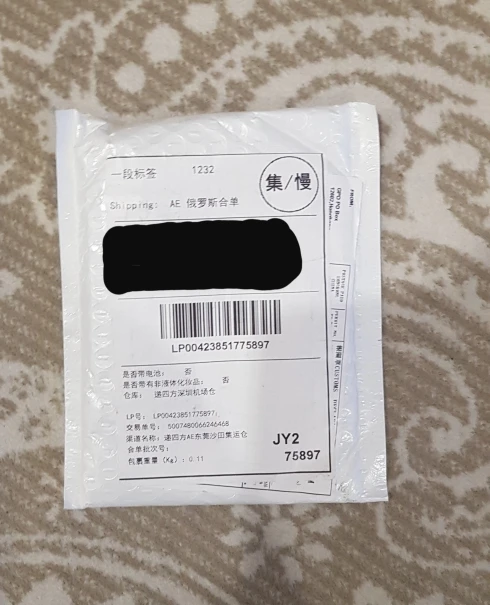 一段标签 1232
集/慢
Shipping: AE 俄罗斯合单
LP00423851775897
是否带电池: 否
是否带有非液体化妆品: 否
仓库: 递四方深圳机场仓
LP号: LP00423851775897
交易单号: 5007480066246468
渠道名称: 递四方AE东莞沙田集运仓
合单批次号:
包裹重量 (Kg): 0.11
JY2
75897
GPO PO Box